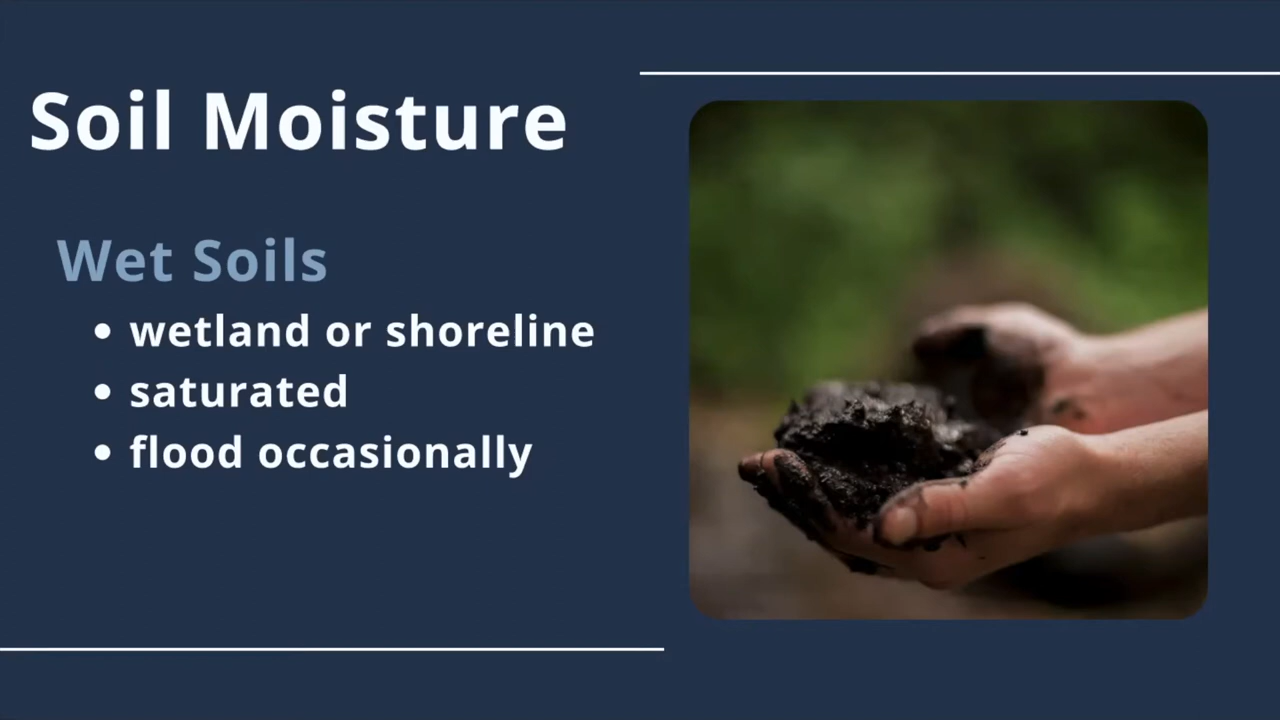 Soil Moisture
Wet Soils
• wetland or shoreline
• saturated
• flood occasionally